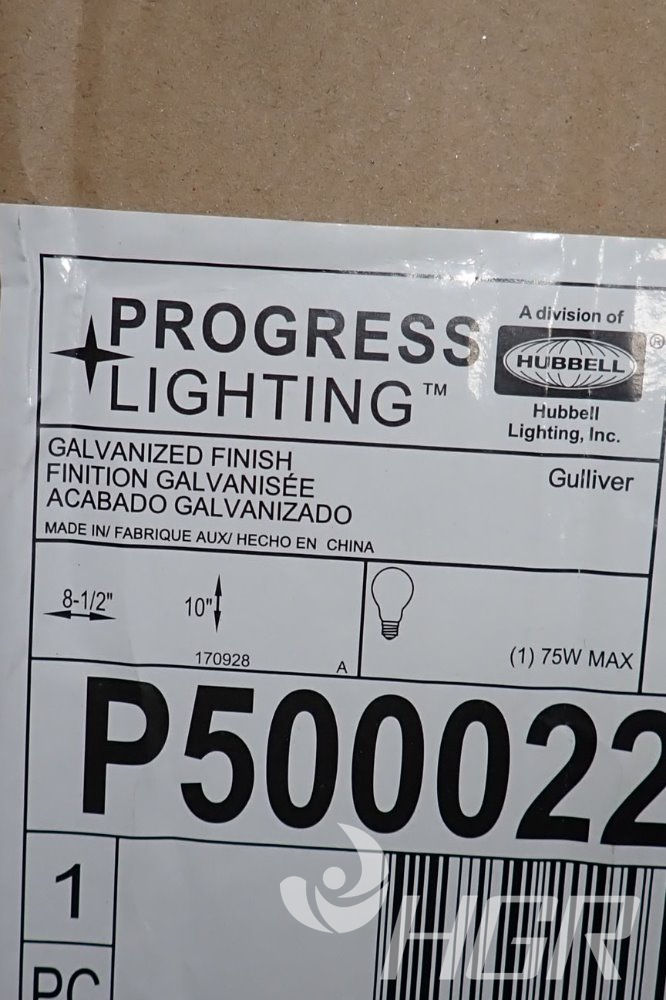 PROGRESS
LIGHTING™
A division of
HUBBELL®
Hubbell
Lighting, Inc.
GALVANIZED FINISH
FINITION GALVANISÉE
ACABADO GALVANIZADO
Gulliver
MADE IN/ FABRIQUE AUX/ HECHO EN CHINA
8-1/2"
10"
170928
A
(1) 75W MAX
P500022
1
PC
HGR